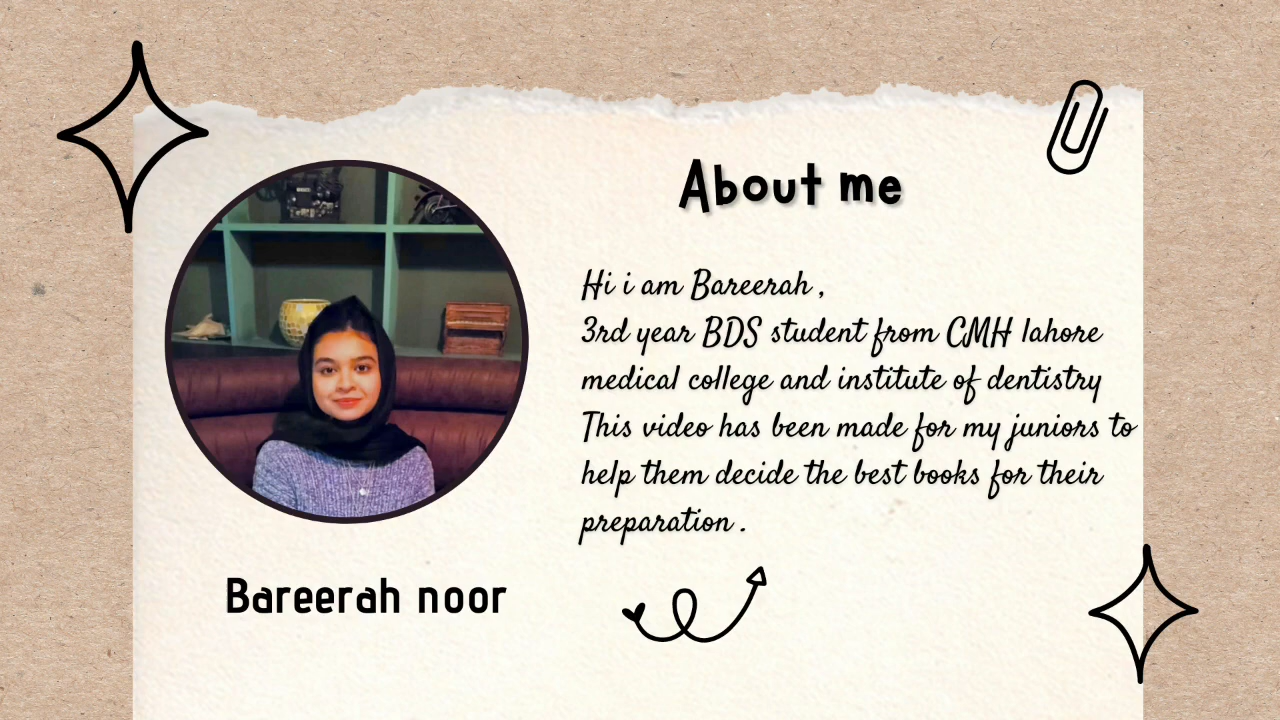 About me
Hi i am Bareerah ,
3rd year BDS student from CMH lahore
medical college and institute of dentistry
This video has been made for my juniors to
help them decide the best books for their
preparation .
Bareerah noor